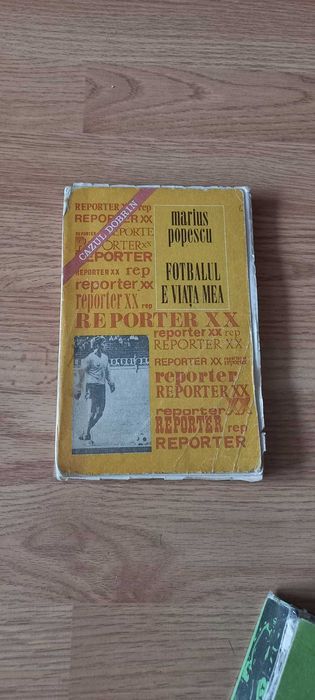 CAZUL DOBRIN
marius
popescu
FOTBALUL
E VIAȚA MEA
REPORTER XX rep
REPORTER XX
REPORTE
REPORTER XX
REPORTER
REPORTER XX rep
reporter xx
reporter xx rep
REPORTER XX
reporter xx rep
REPORTER XX
REPORTER XX
reporter
REPORTER XX
reporter
REPORTER rep
REPORTER